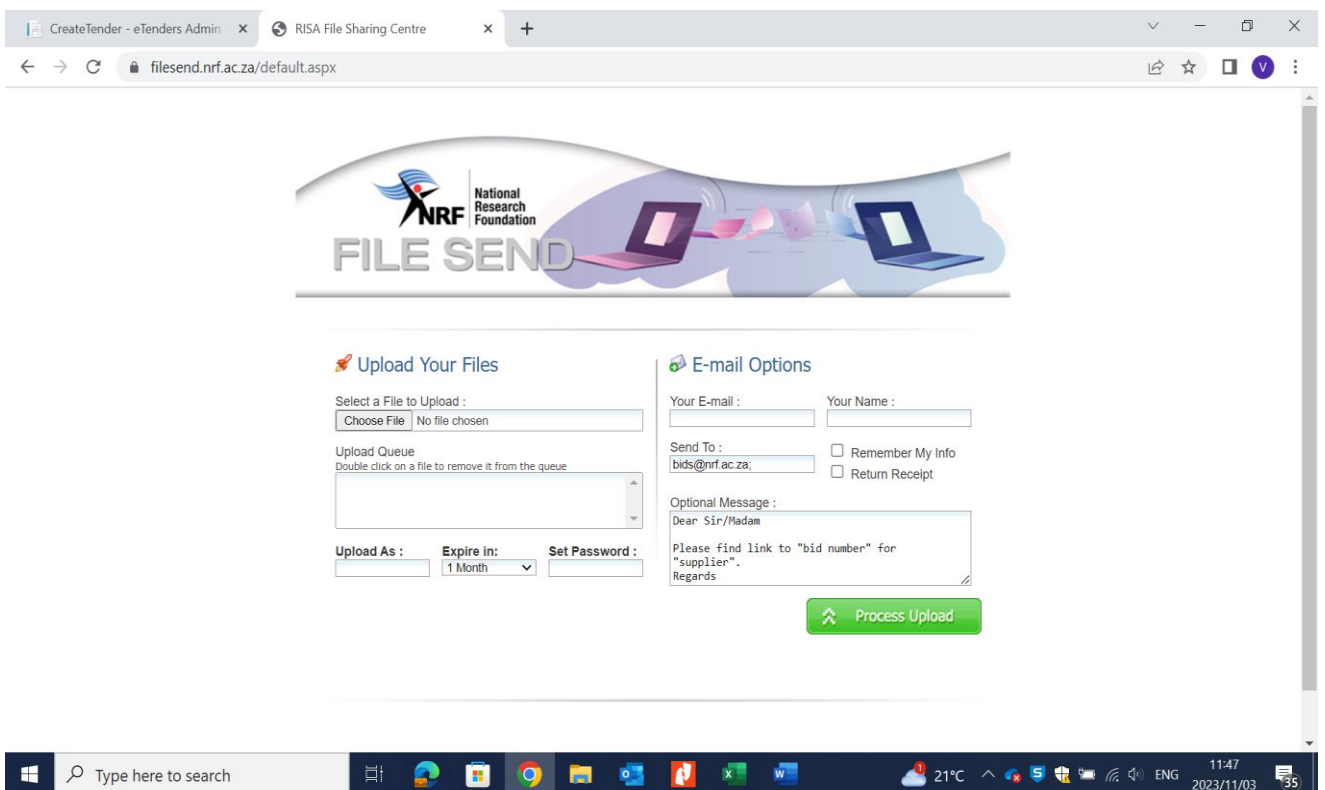 CreateTender - eTenders Admin
RISA File Sharing Centre
filesend.nrf.ac.za/default.aspx
V
NRF
National
Research
Foundation
FILE SEND
Upload Your Files
Select a File to Upload :
Choose File No file chosen
Upload Queue
Double click on a file to remove it from the queue
Upload As : Expire in: Set Password :
1 Month
E-mail Options
Your E-mail : Your Name :
Send To :
bids@nrf.ac.za;
Remember My Info
Return Receipt
Optional Message :
Dear Sir/Madam
Please find link to "bid number" for
"supplier".
Regards
Process Upload
Type here to search
1
21°C
ENG
11:47
2023/11/03
35